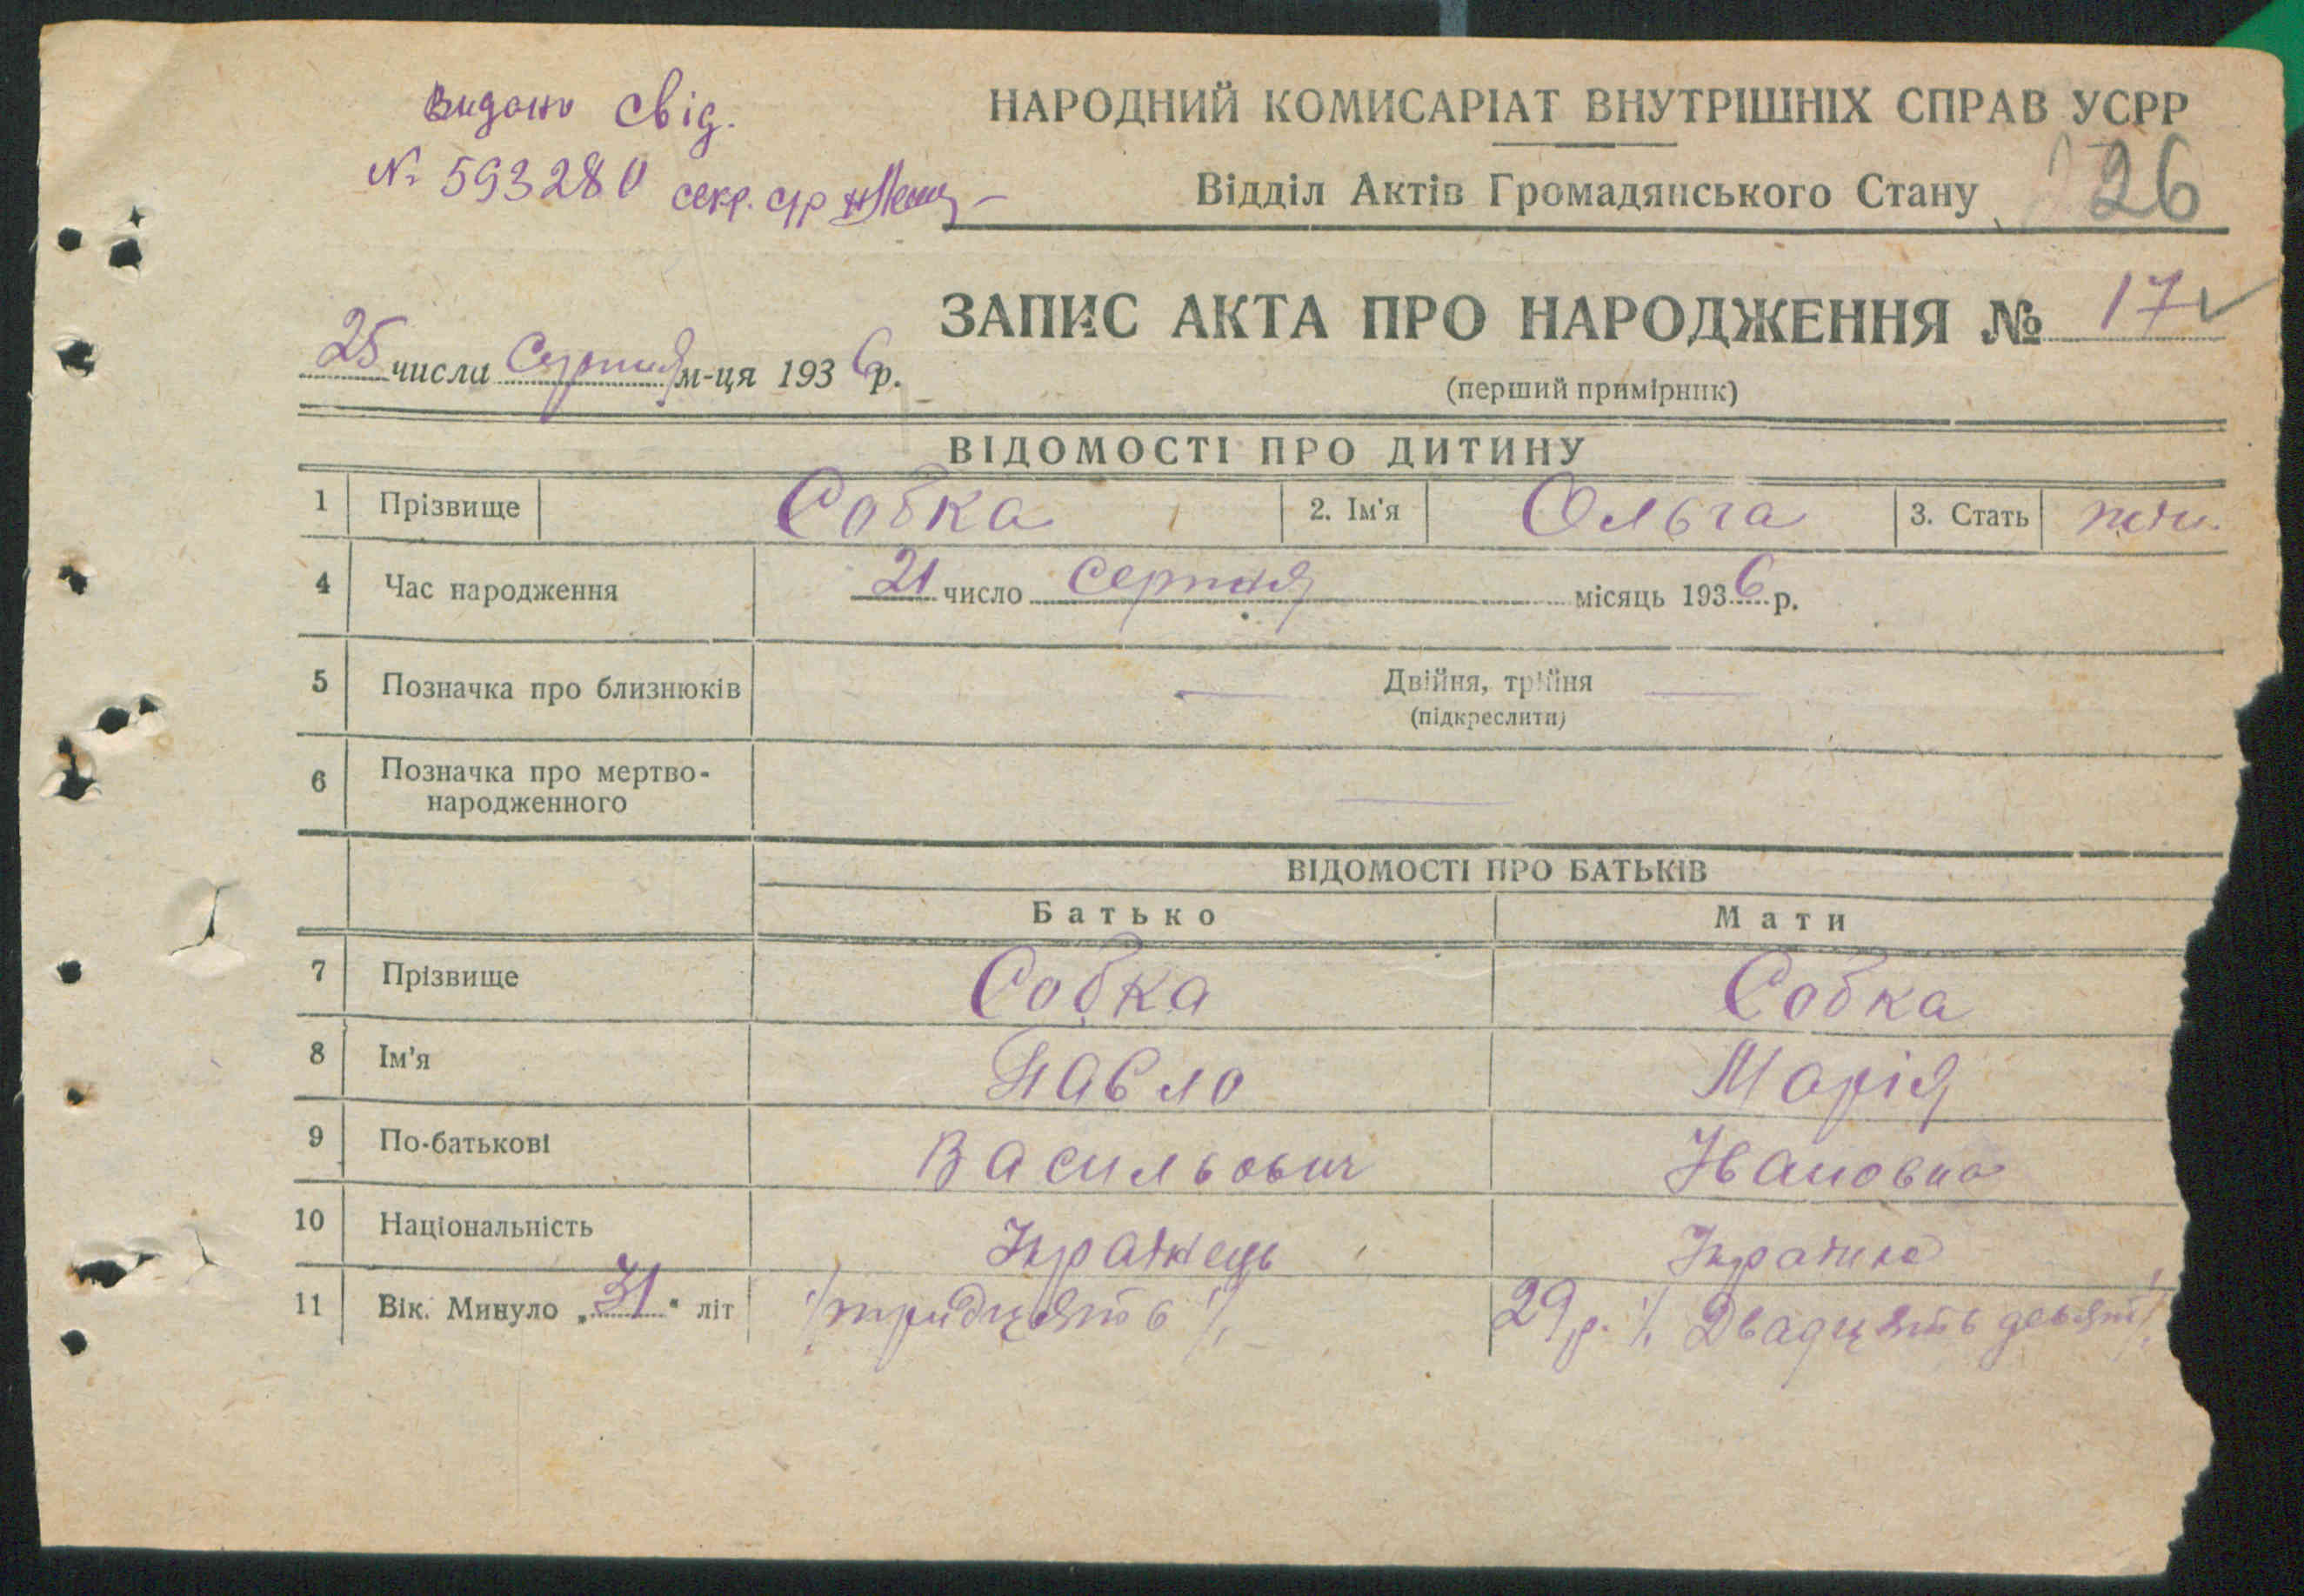 Видано свід.
№ 593280 секр. с/р
НАРОДНИЙ КОМИСАРІАТ ВНУТРІШНІХ СПРАВ УСРР
Відділ Актів Громадянського Стану
26
ЗАПИС АКТА ПРО НАРОДЖЕННЯ № 17
25 числа Серпня м-ця 1936 р.
(перший примірник)
ВІДОМОСТІ ПРО ДИТИНУ
1 Прізвище Собка 2. Ім'я Ольга 3. Стать жін.
4 Час народження 21 число Серпня місяць 1936 р.
5 Позначка про близнюків — Двійня, трійня —
(підкреслити)
6 Позначка про мертво-
народженного —
ВІДОМОСТІ ПРО БАТЬКІВ
Батько Мати
7 Прізвище Собка Собка
8 Ім'я Павло Марія
9 По-батькові Васильович Івановна
10 Національність Українець Українка
11 Вік. Минуло „31" літ /тридцять/ 29 р. /Двадцять девять/